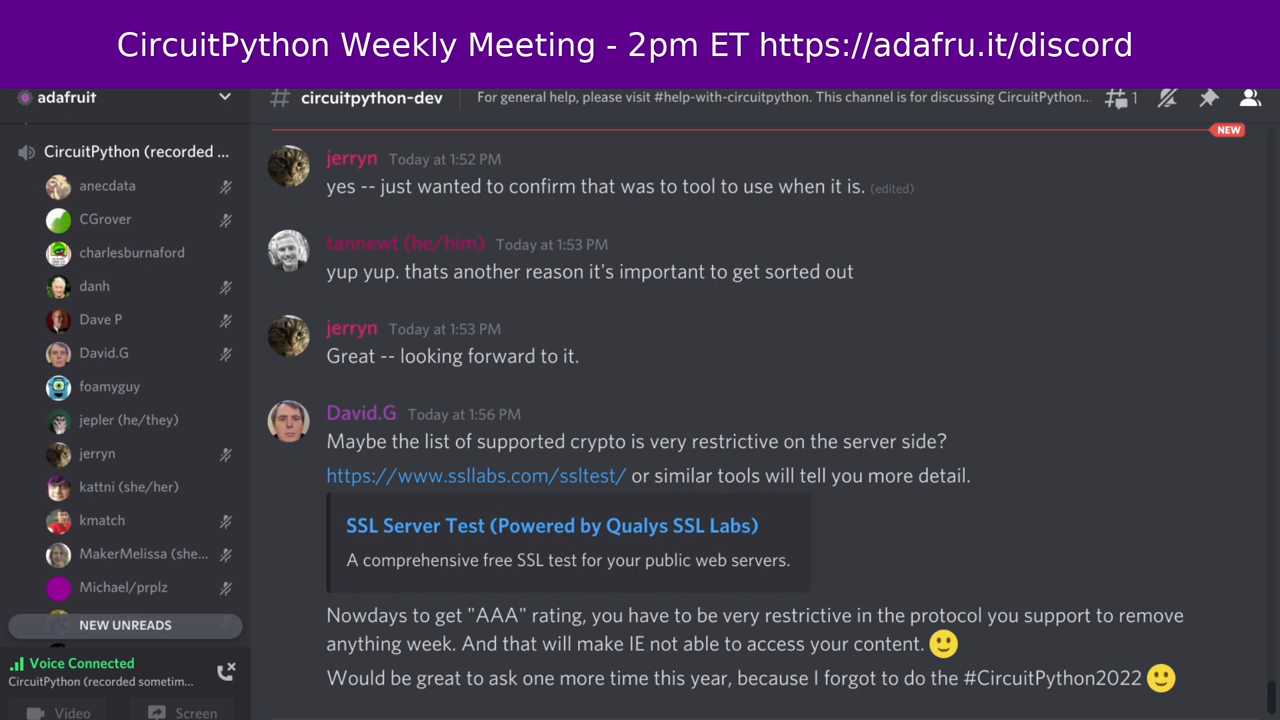 CircuitPython Weekly Meeting - 2pm ET https://adafru.it/discord
adafruit
# circuitpython-dev
For general help, please visit #help-with-circuitpython. This channel is for discussing CircuitPython...
1
CircuitPython (recorded ...
anecdata
CGrover
charlesburnaford
danh
Dave P
David.G
foamyguy
jepler (he/they)
jerryn
kattni (she/her)
kmatch
MakerMelissa (she...
Michael/prplz
NEW UNREADS
Voice Connected
CircuitPython (recorded sometim...
Video
Screen
NEW
jerryn Today at 1:52 PM
yes -- just wanted to confirm that was to tool to use when it is. (edited)
tannewt (he/him) Today at 1:53 PM
yup yup. thats another reason it's important to get sorted out
jerryn Today at 1:53 PM
Great -- looking forward to it.
David.G Today at 1:56 PM
Maybe the list of supported crypto is very restrictive on the server side?
https://www.ssllabs.com/ssltest/ or similar tools will tell you more detail.
SSL Server Test (Powered by Qualys SSL Labs)
A comprehensive free SSL test for your public web servers.
Nowdays to get "AAA" rating, you have to be very restrictive in the protocol you support to remove
anything week. And that will make IE not able to access your content. 🙂
Would be great to ask one more time this year, because I forgot to do the #CircuitPython2022 🙂